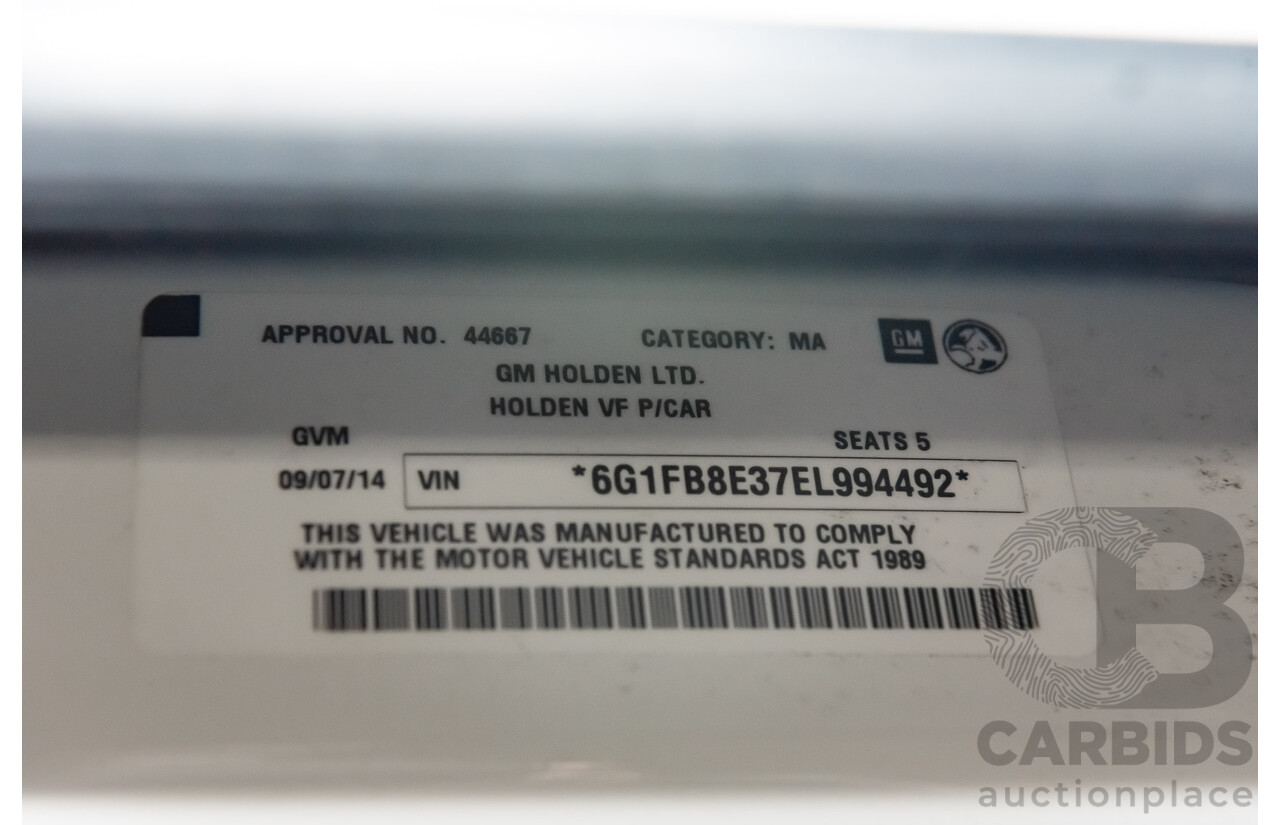 APPROVAL NO. 44667 CATEGORY: MA GM
GM HOLDEN LTD.
HOLDEN VF P/CAR
GVM SEATS 5
09/07/14 VIN *6G1FB8E37EL994492*
THIS VEHICLE WAS MANUFACTURED TO COMPLY
WITH THE MOTOR VEHICLE STANDARDS ACT 1989
CB
CARBIDS
auctionplace